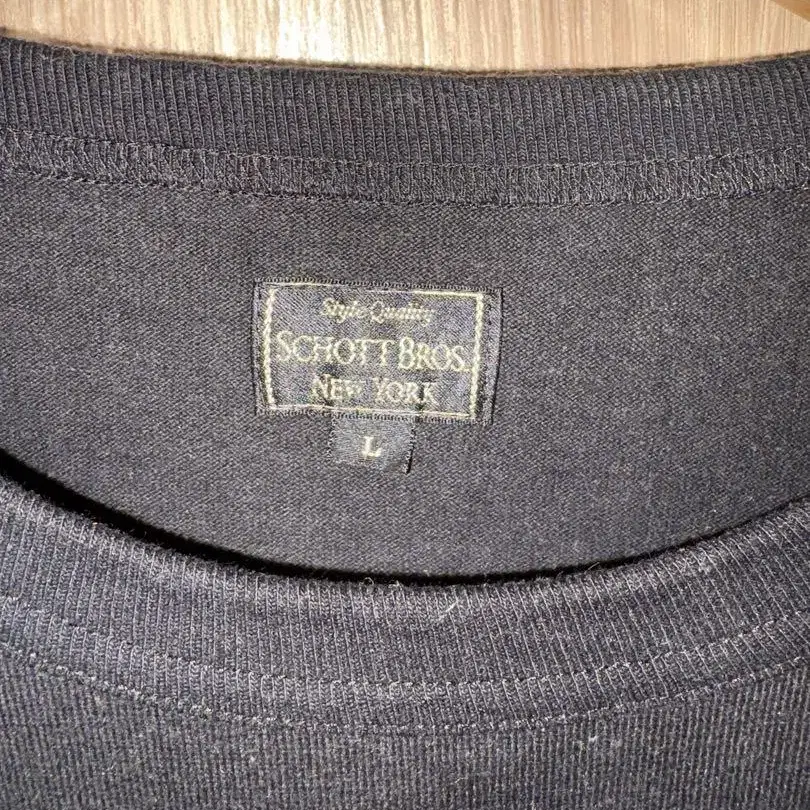 Style Quality
SCHOTT BROS.
NEW YORK
L